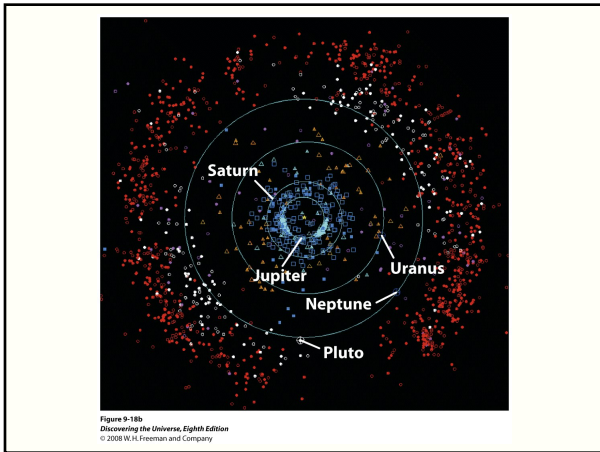 Saturn
Jupiter
Uranus
Neptune
Pluto
Figure 9-18b
Discovering the Universe, Eighth Edition
© 2008 W. H. Freeman and Company